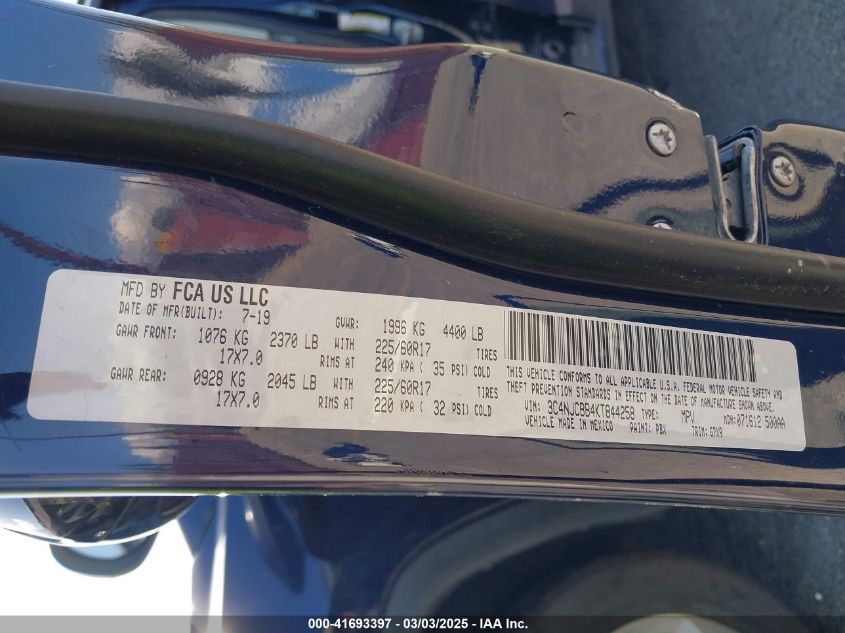 MFD BY FCA US LLC
DATE OF MFR(BUILT): 7-19 GVWR: 1996 KG 4400 LB
GAWR FRONT: 1076 KG 2370 LB WITH 225/60R17 TIRES
17X7.0 RIMS AT 240 KPA ( 35 PSI) COLD
GAWR REAR: 0928 KG 2045 LB WITH 225/60R17 TIRES
17X7.0 RIMS AT 220 KPA ( 32 PSI) COLD
THIS VEHICLE CONFORMS TO ALL APPLICABLE U.S.A. FEDERAL MOTOR VEHICLE SAFETY AND
THEFT PREVENTION STANDARDS IN EFFECT ON THE DATE OF MANUFACTURE SHOWN ABOVE.
VIN: 3C4NJCBB4KT844258 TYPE: MPV MDH: 071612 500AA
VEHICLE MADE IN MEXICO PAINT: PBX TRIM:
000-41693397 - 03/03/2025 - IAA Inc.